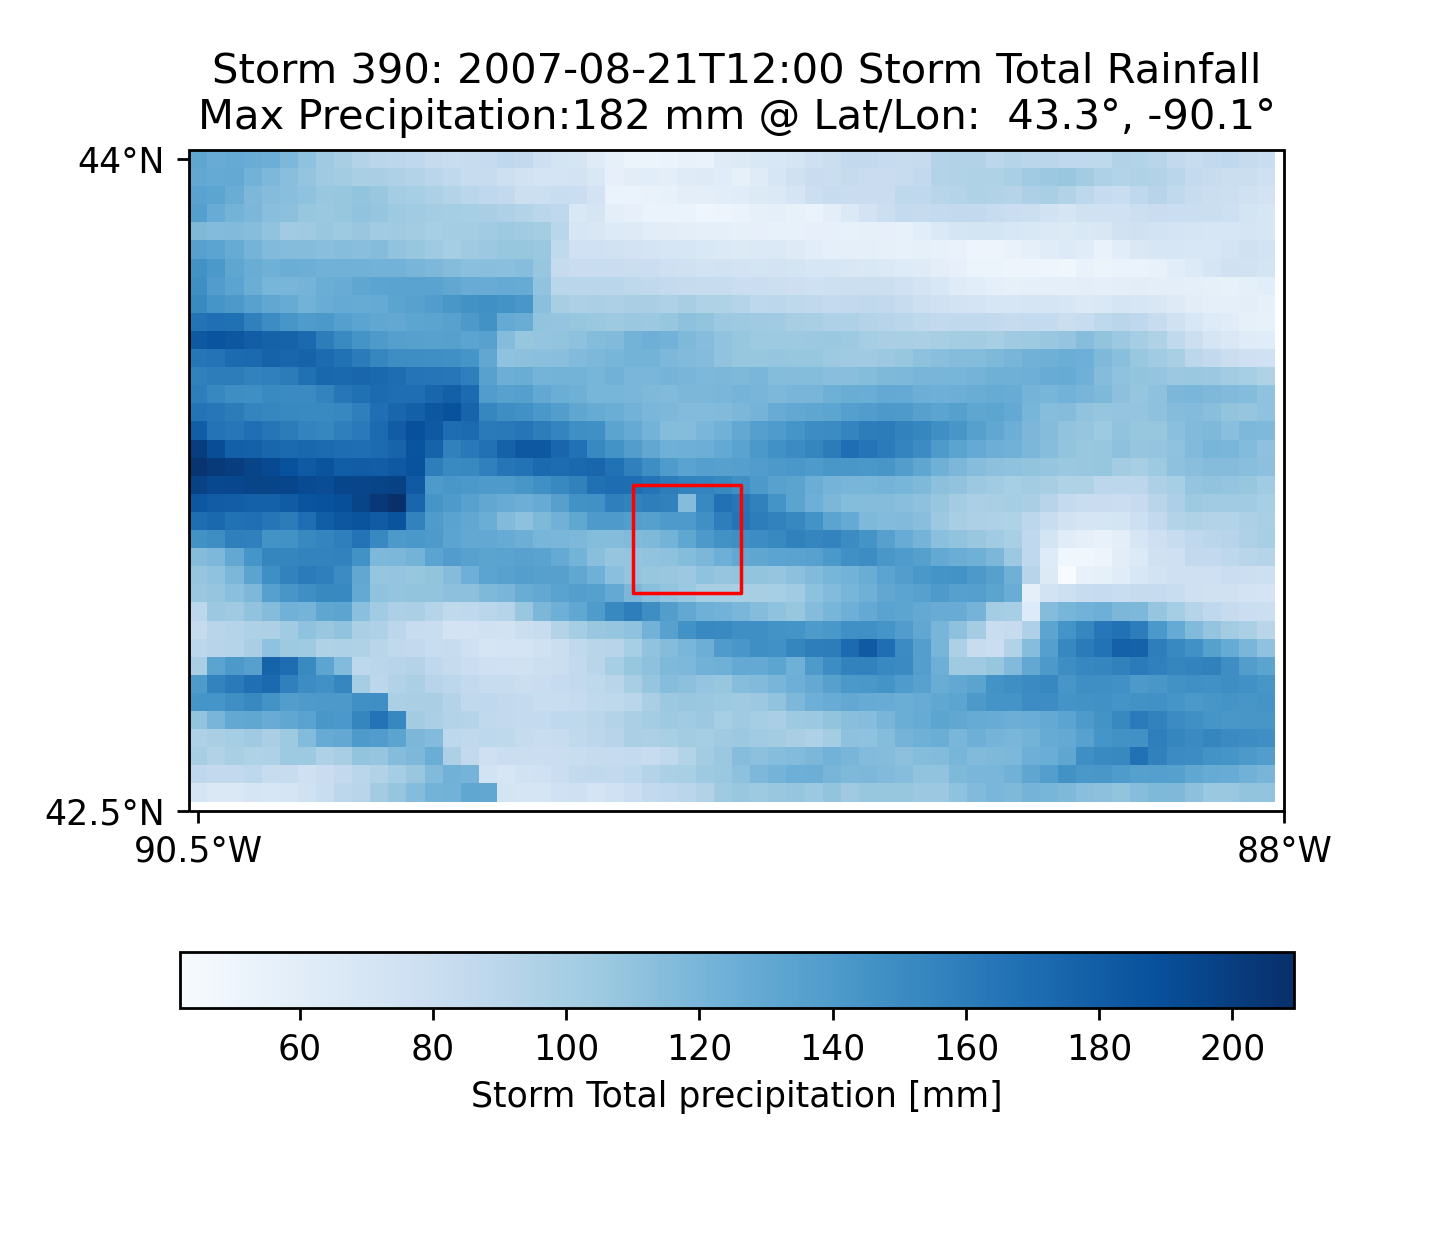 Storm 390: 2007-08-21T12:00 Storm Total Rainfall
Max Precipitation:182 mm @ Lat/Lon:  43.3°, -90.1°
44°N
42.5°N
90.5°W 88°W
60 80 100 120 140 160 180 200
Storm Total precipitation [mm]